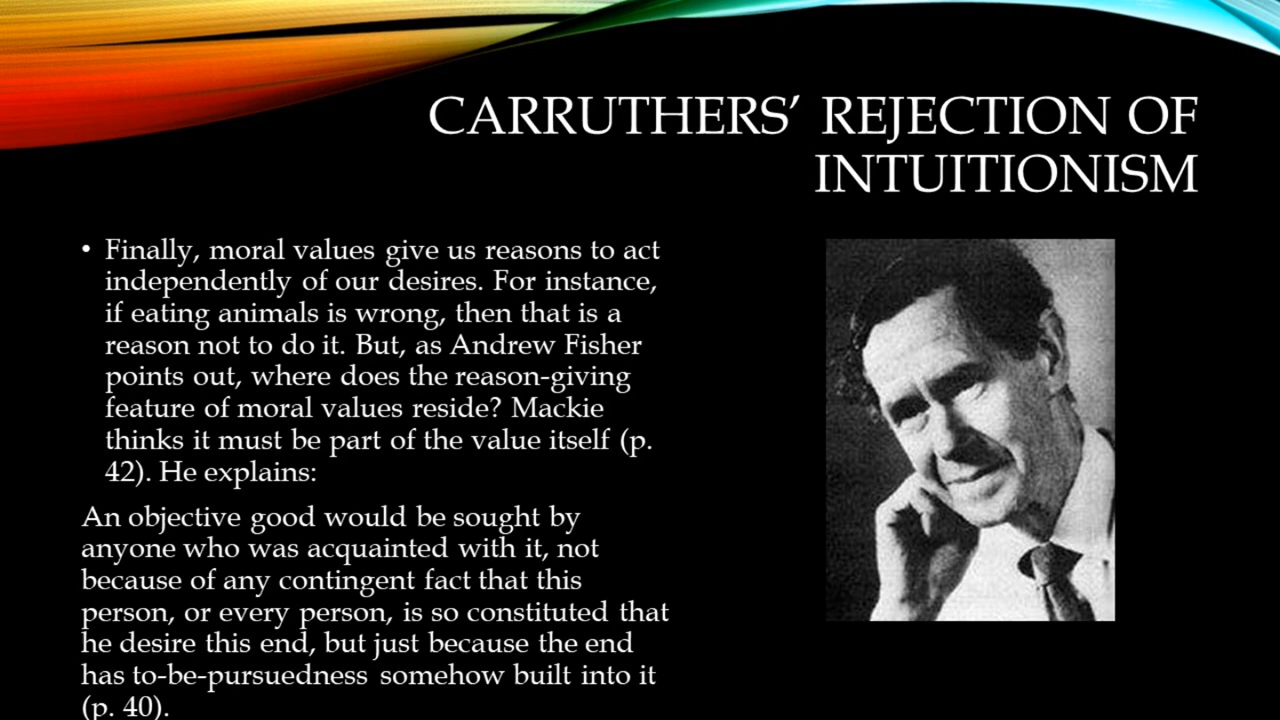 CARRUTHERS’ REJECTION OF
INTUITIONISM
• Finally, moral values give us reasons to act
independently of our desires. For instance,
if eating animals is wrong, then that is a
reason not to do it. But, as Andrew Fisher
points out, where does the reason-giving
feature of moral values reside? Mackie
thinks it must be part of the value itself (p.
42). He explains:
An objective good would be sought by
anyone who was acquainted with it, not
because of any contingent fact that this
person, or every person, is so constituted that
he desire this end, but just because the end
has to-be-pursuedness somehow built into it
(p. 40).